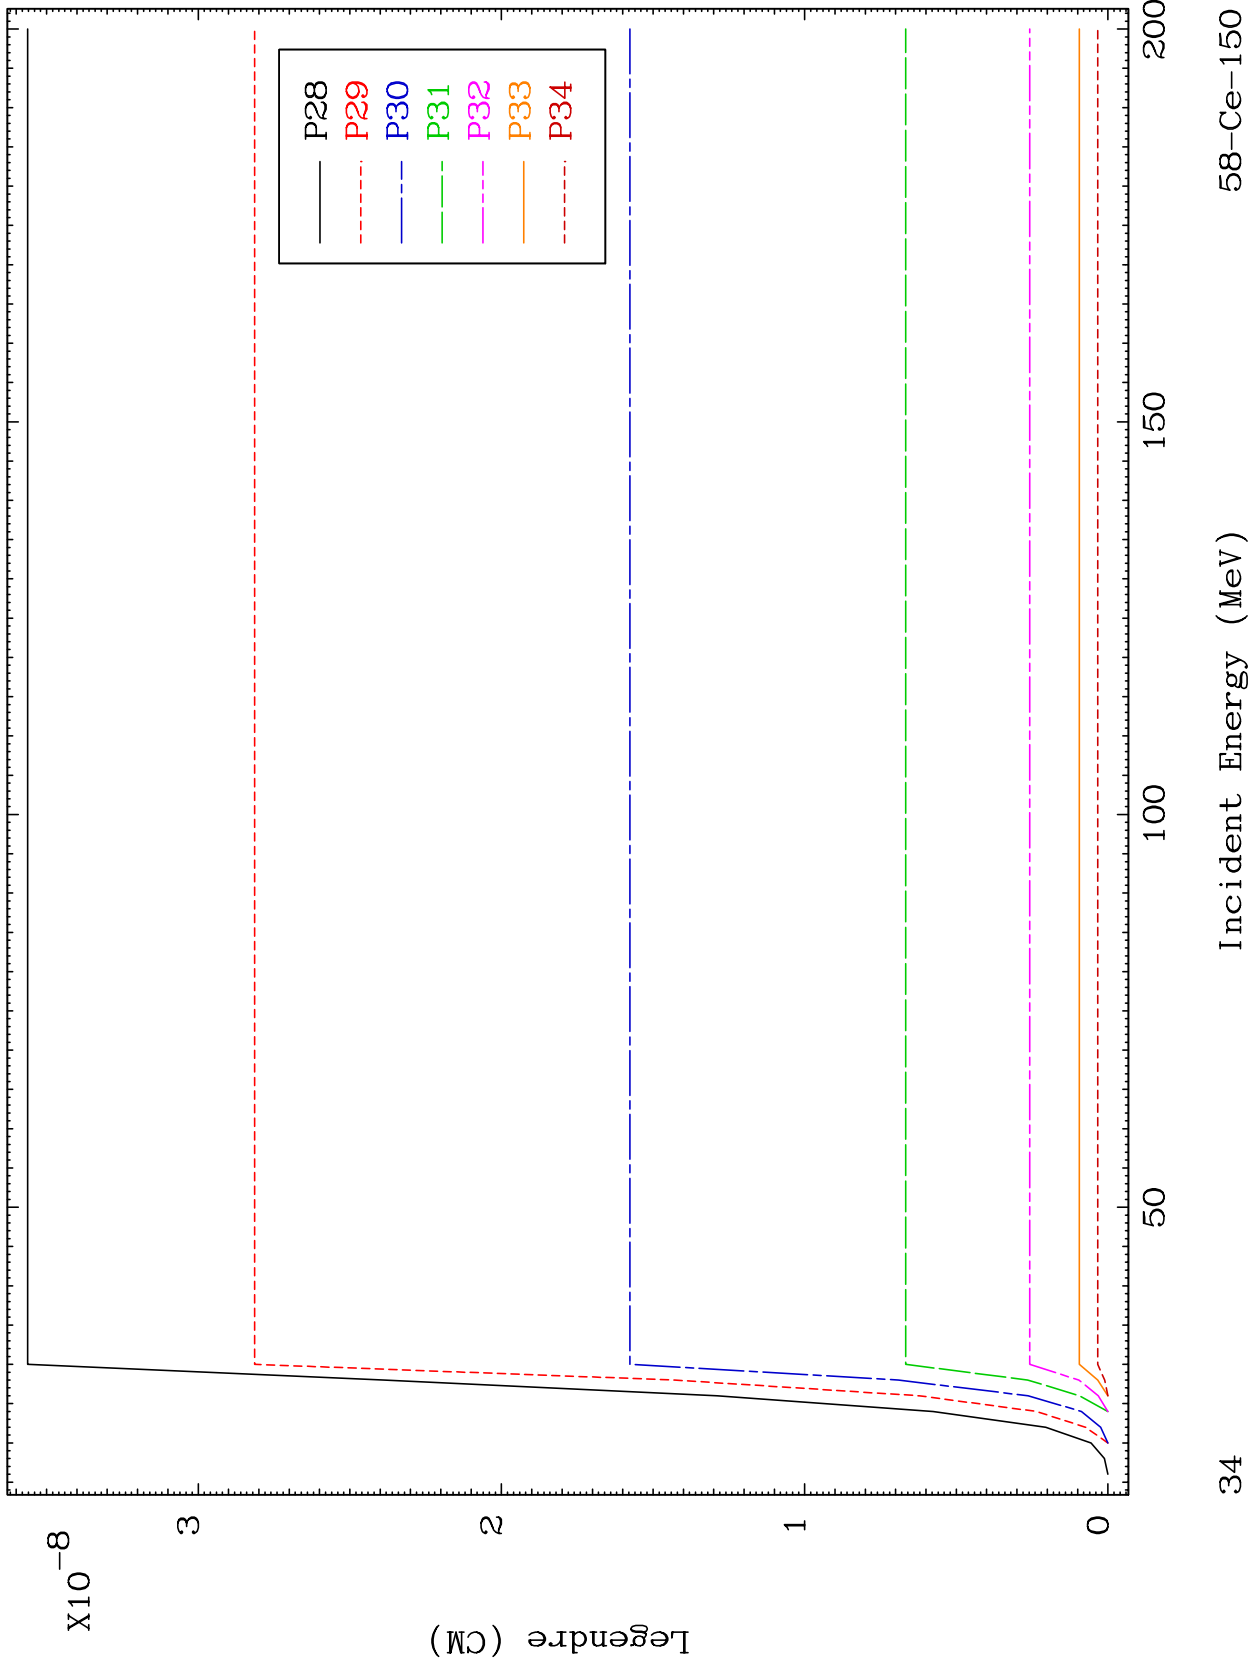 X10⁻⁸
Legendre (CM)
3
2
1
0
P28
P29
P30
P31
P32
P33
P34
50
100
150
200
Incident Energy (MeV)
34
58-Ce-150